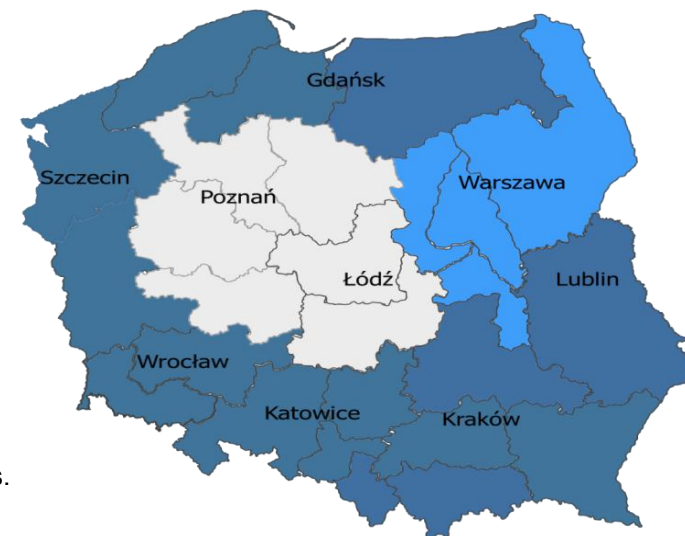 Gdańsk
Szczecin
Warszawa
Poznań
Łódź
Lublin
Wrocław
Katowice
Kraków
s.